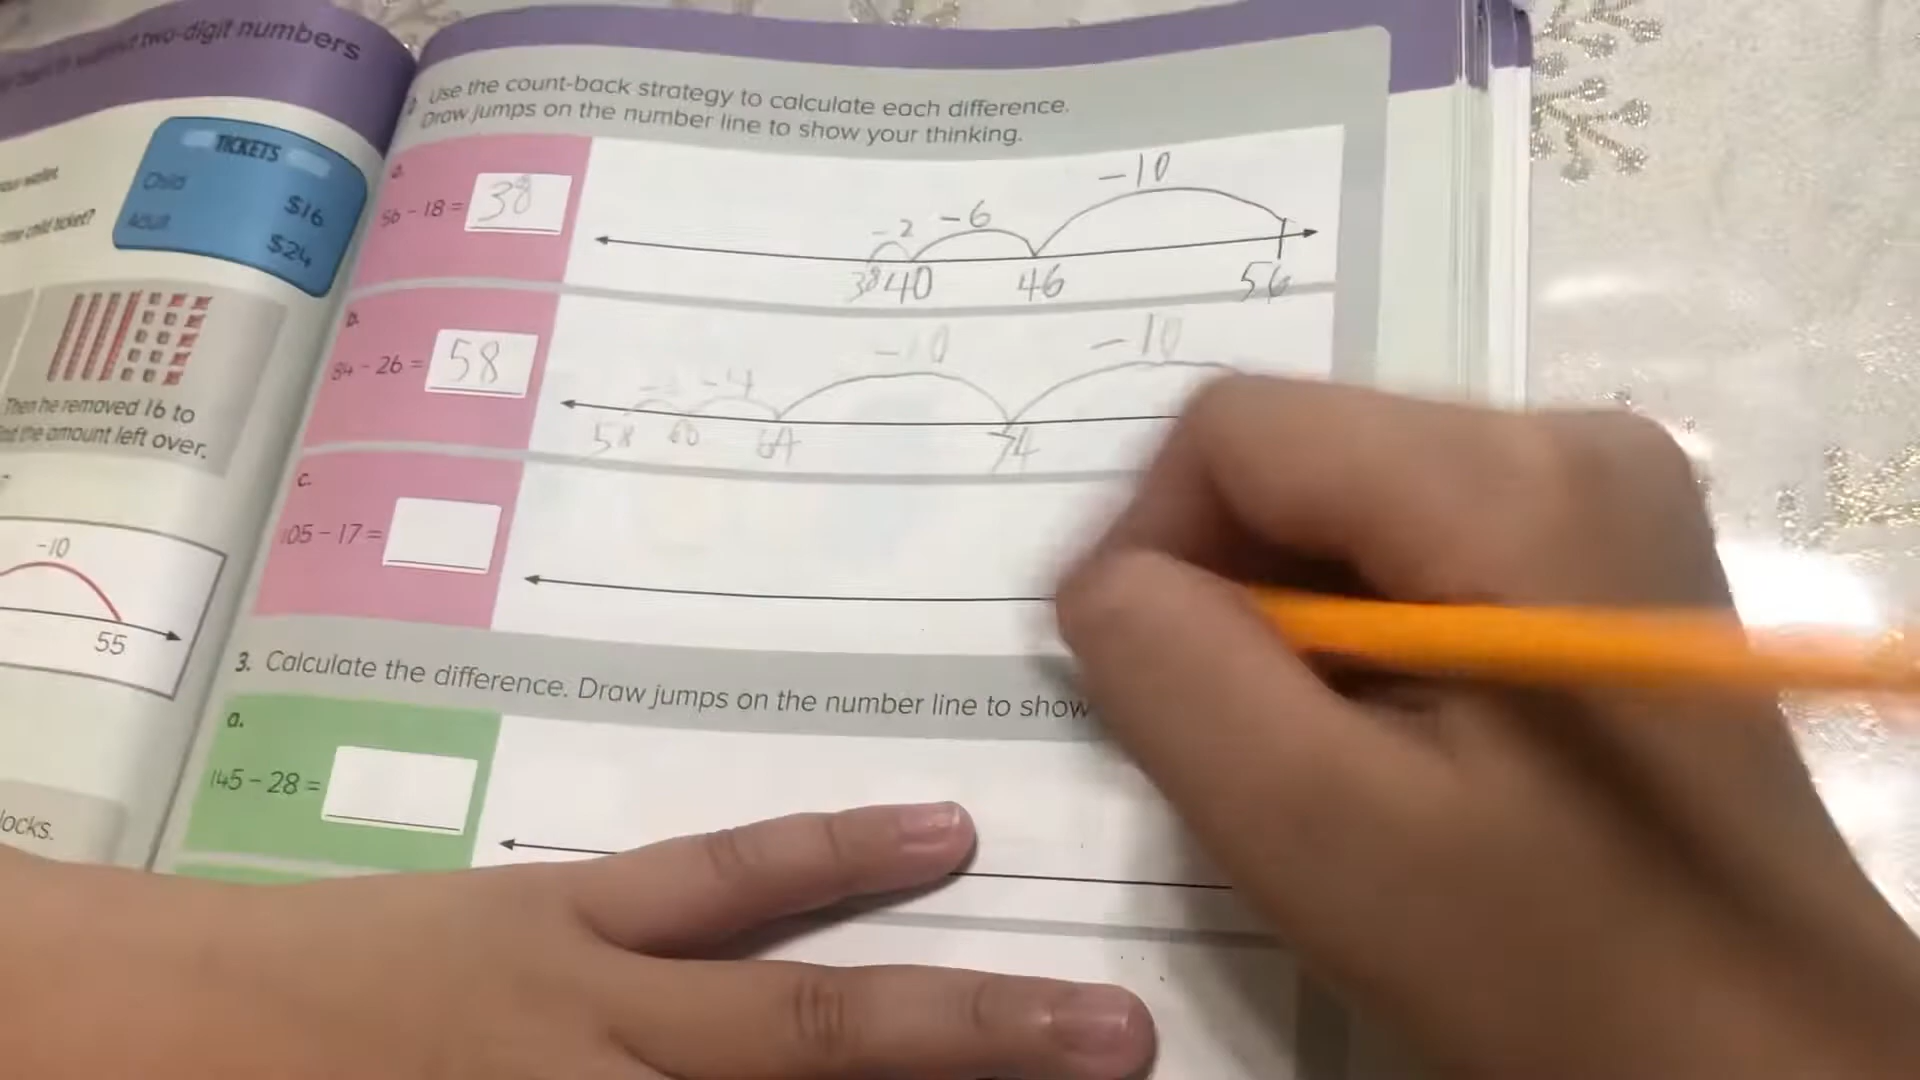 two-digit numbers
TICKETS
Child $16
Adult $24
one child ticket?
Then he removed 16 to
find the amount left over.
-10
55
locks.
Use the count-back strategy to calculate each difference.
Draw jumps on the number line to show your thinking.
a.
56 - 18 = 38
-2 -6 -10
38 40 46 56
b.
84 - 26 = 58
-4 -10 -10
58 60 64 74
c.
105 - 17 =
3. Calculate the difference. Draw jumps on the number line to show
a.
145 - 28 =